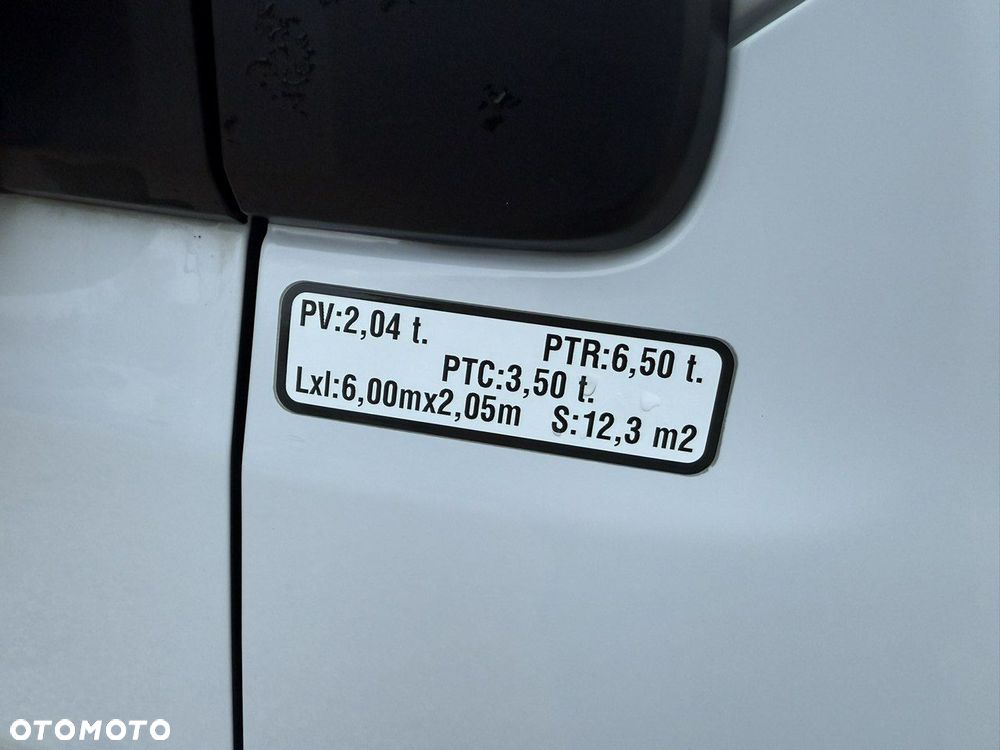 PV:2,04 t. PTR:6,50 t.
PTC:3,50 t.
Lxl:6,00mx2,05m S:12,3 m2
OTOMOTO